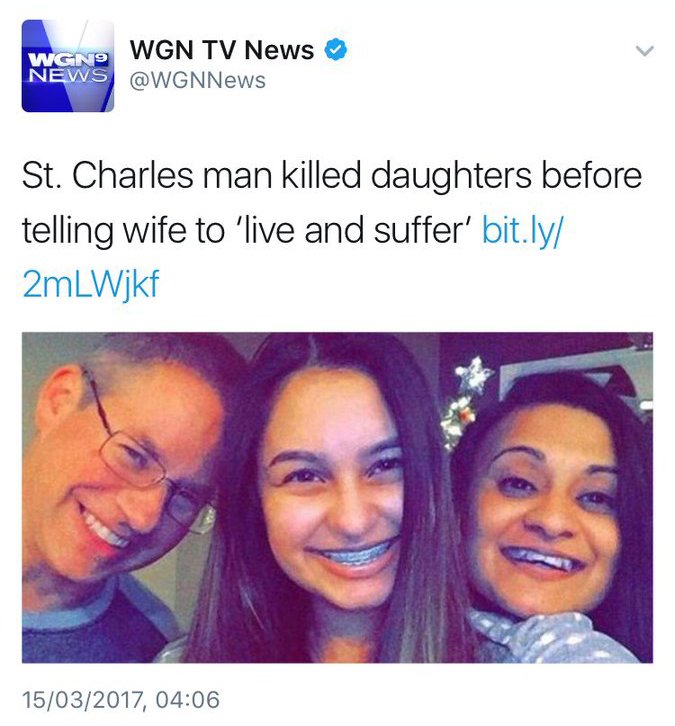 WGN9
NEWS
WGN TV News
@WGNNews
St. Charles man killed daughters before
telling wife to 'live and suffer' bit.ly/
2mLWjkf
15/03/2017, 04:06